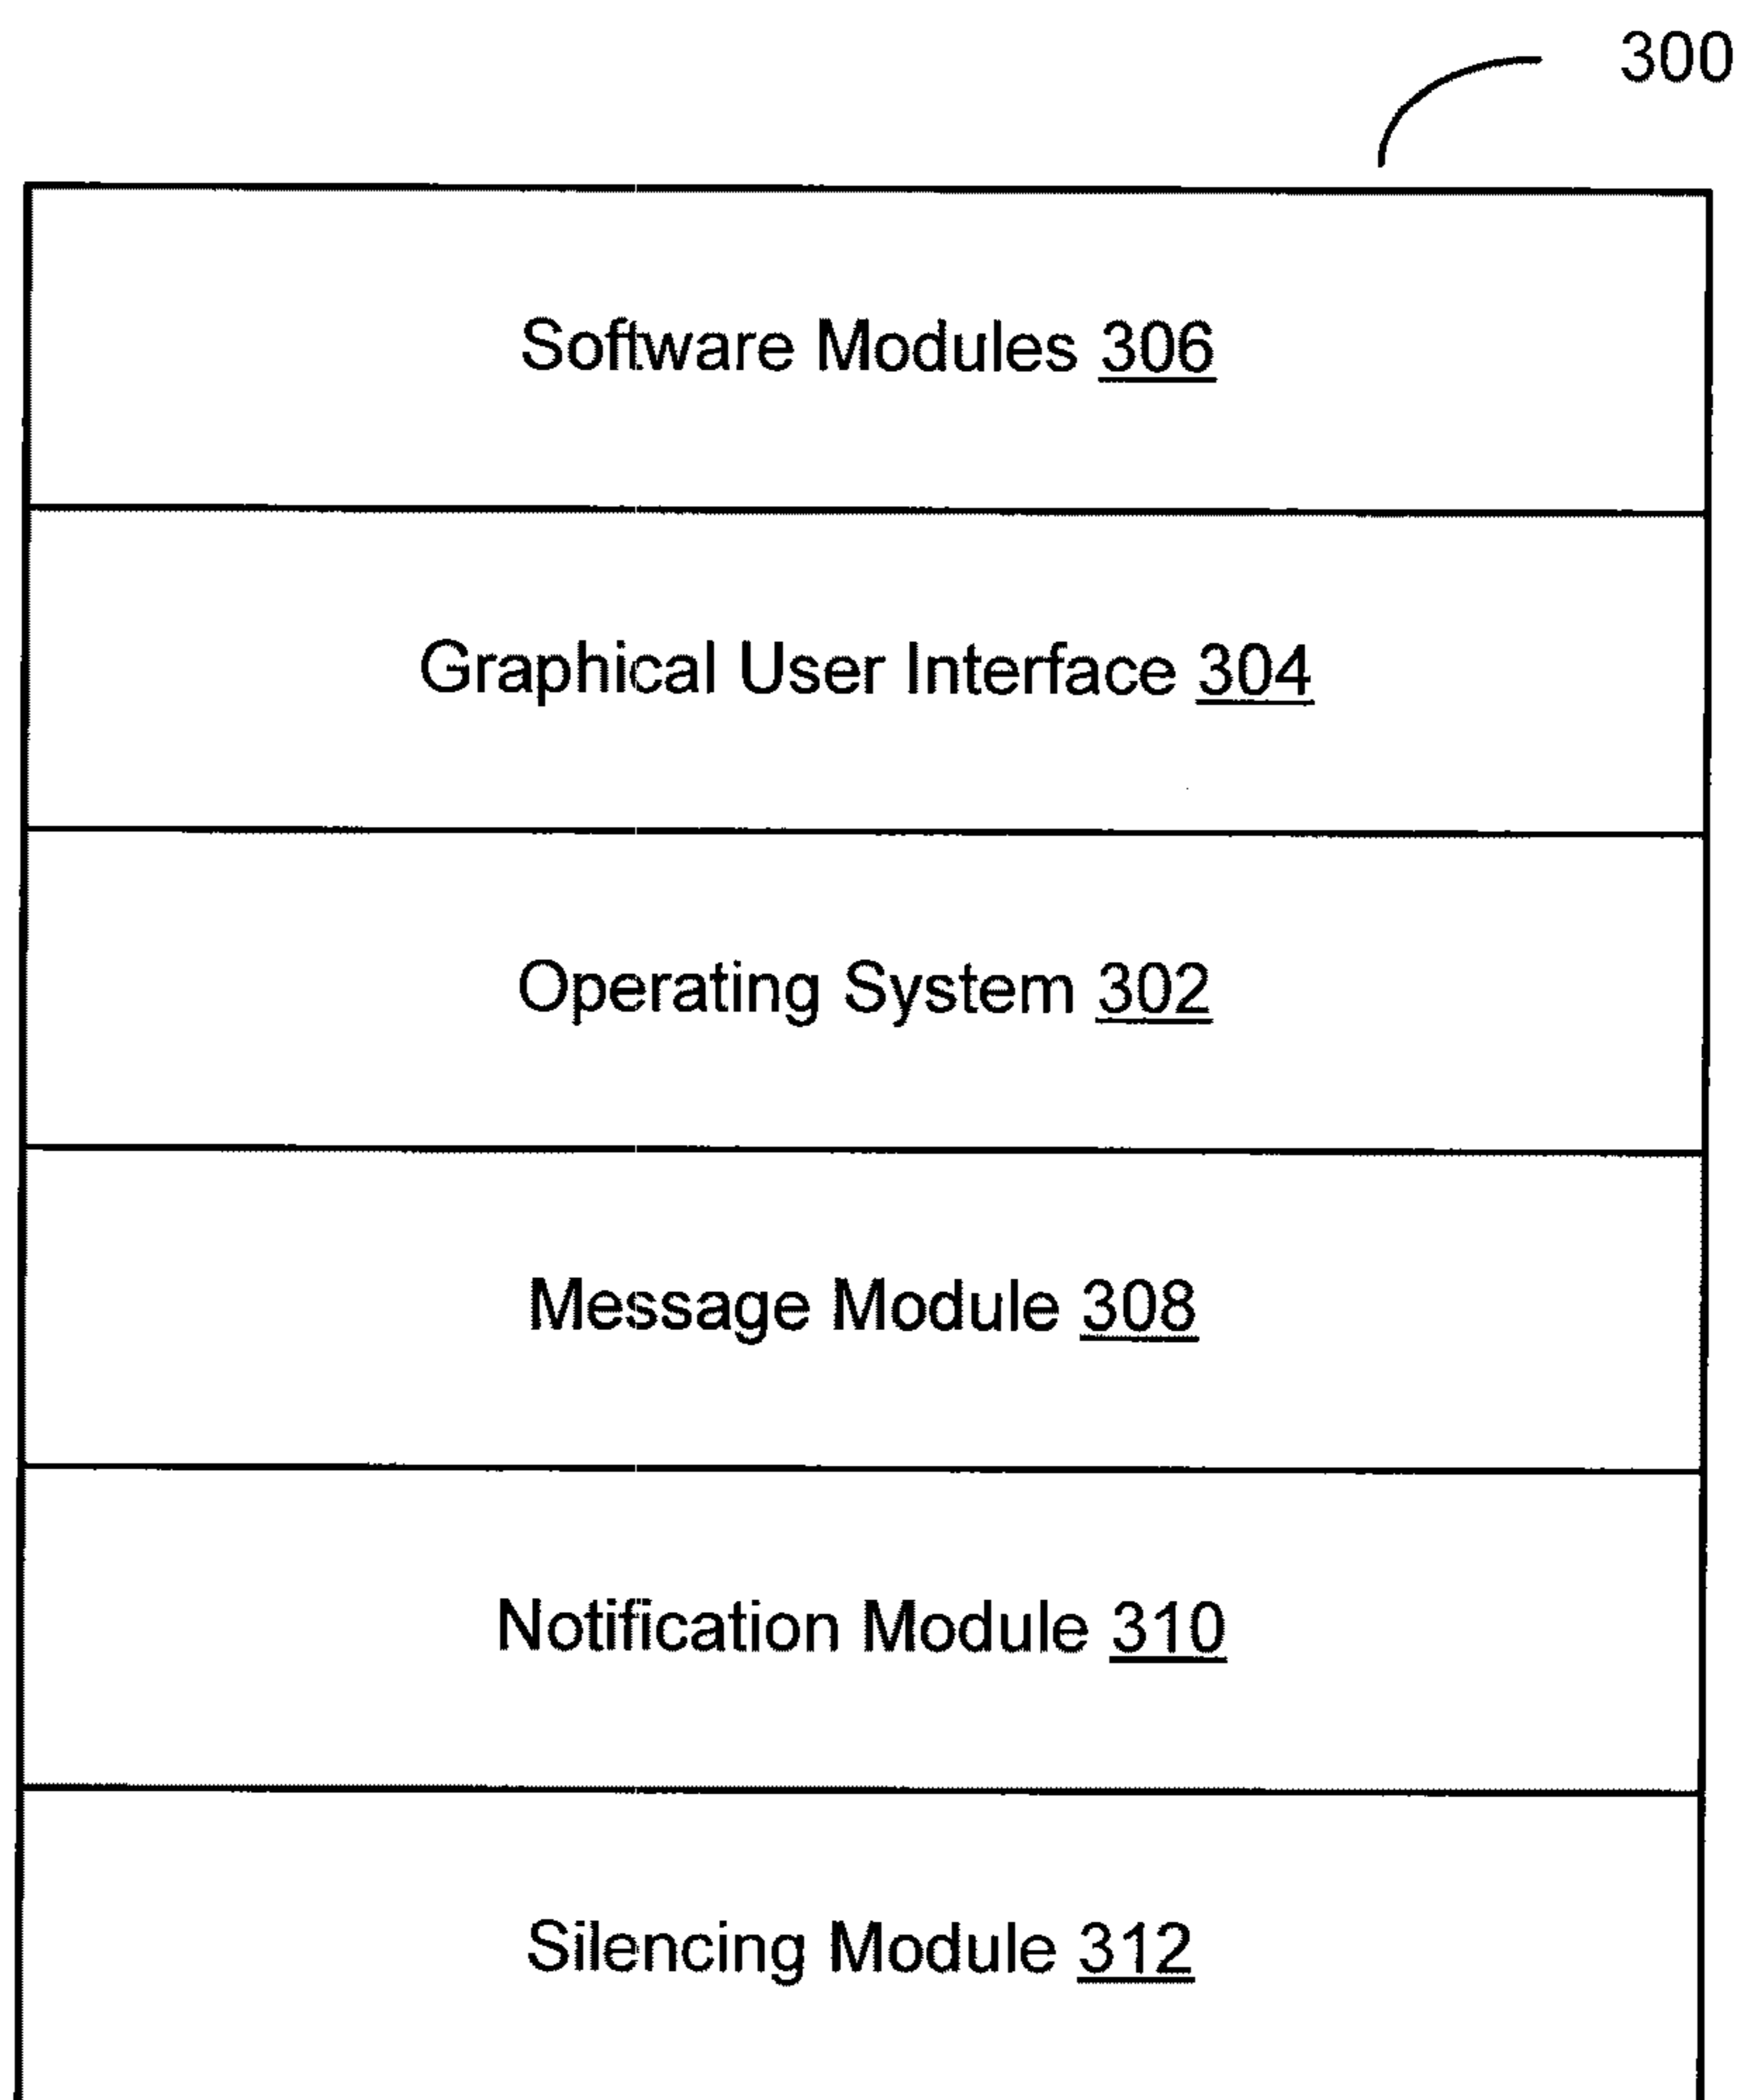 300
Software Modules 306
Graphical User Interface 304
Operating System 302
Message Module 308
Notification Module 310
Silencing Module 312